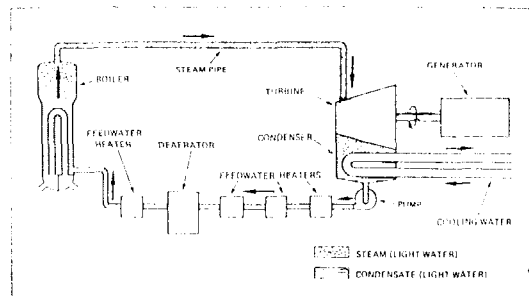 GENERATOR
BOILER
STEAM PIPE
TURBINE
FEEDWATER
HEATER
DEAERATOR
CONDENSER
FEEDWATER HEATERS
PUMP
COOLING WATER
STEAM (LIGHT WATER)
CONDENSATE (LIGHT WATER)